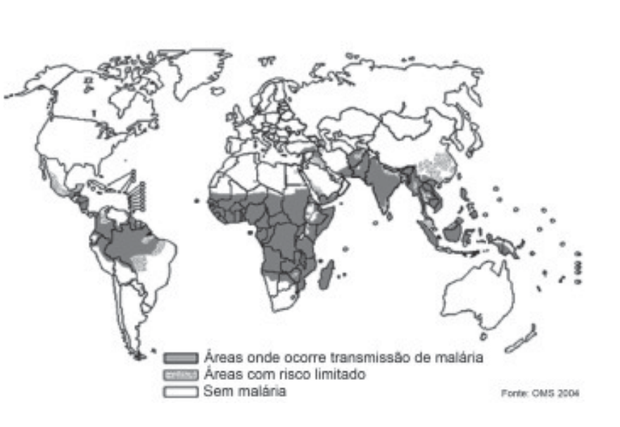 Áreas onde ocorre transmissão de malária
Áreas com risco limitado
Sem malária
Fonte: OMS 2004